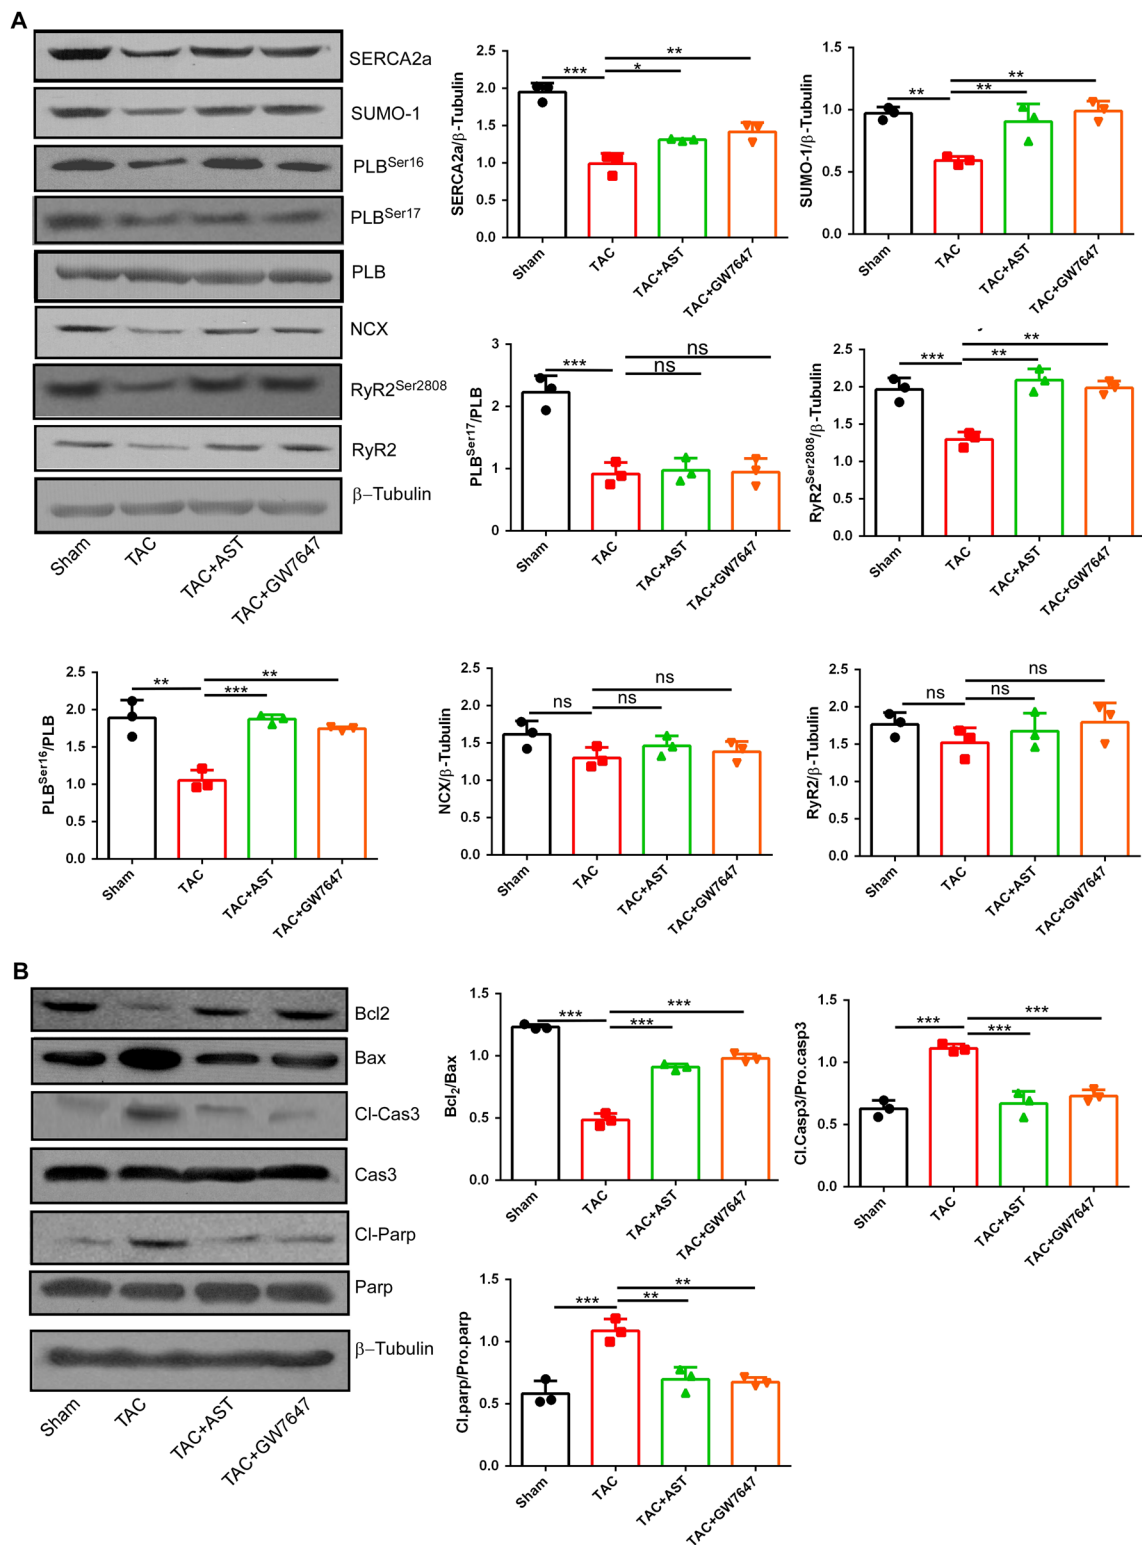 A
SERCA2a
SUMO-1
PLBSer16
PLBSer17
PLB
NCX
RyR2Ser2808
RyR2
β–Tubulin
Sham
TAC
TAC+AST
TAC+GW7647
SERCA2a/β-Tubulin
2.5
2.0
1.5
1.0
0.5
0.0
*** * **
Sham
TAC
TAC+AST
TAC+GW7647
SUMO-1/β-Tubulin
1.5
1.0
0.5
0.0
** ** **
Sham
TAC
TAC+AST
TAC+GW7647
PLBSer17/PLB
3
2
1
0
*** ns ns
Sham
TAC
TAC+AST
TAC+GW7647
RyR2Ser2808/β-Tubulin
2.5
2.0
1.5
1.0
0.5
0.0
*** ** **
Sham
TAC
TAC+AST
TAC+GW7647
PLBSer16/PLB
2.5
2.0
1.5
1.0
0.5
0.0
** *** **
Sham
TAC
TAC+AST
TAC+GW7647
NCX/β-Tubulin
2.5
2.0
1.5
1.0
0.5
0.0
ns ns ns
Sham
TAC
TAC+AST
TAC+GW7647
RyR2/β-Tubulin
2.5
2.0
1.5
1.0
0.5
0.0
ns ns ns
Sham
TAC
TAC+AST
TAC+GW7647
B
Bcl2
Bax
Cl-Cas3
Cas3
Cl-Parp
Parp
β–Tubulin
Sham
TAC
TAC+AST
TAC+GW7647
Bcl2/Bax
1.5
1.0
0.5
0.0
*** *** ***
Sham
TAC
TAC+AST
TAC+GW7647
Cl.Casp3/Pro.casp3
1.5
1.0
0.5
0.0
*** *** ***
Sham
TAC
TAC+AST
TAC+GW7647
Cl.parp/Pro.parp
1.5
1.0
0.5
0.0
*** ** **
Sham
TAC
TAC+AST
TAC+GW7647